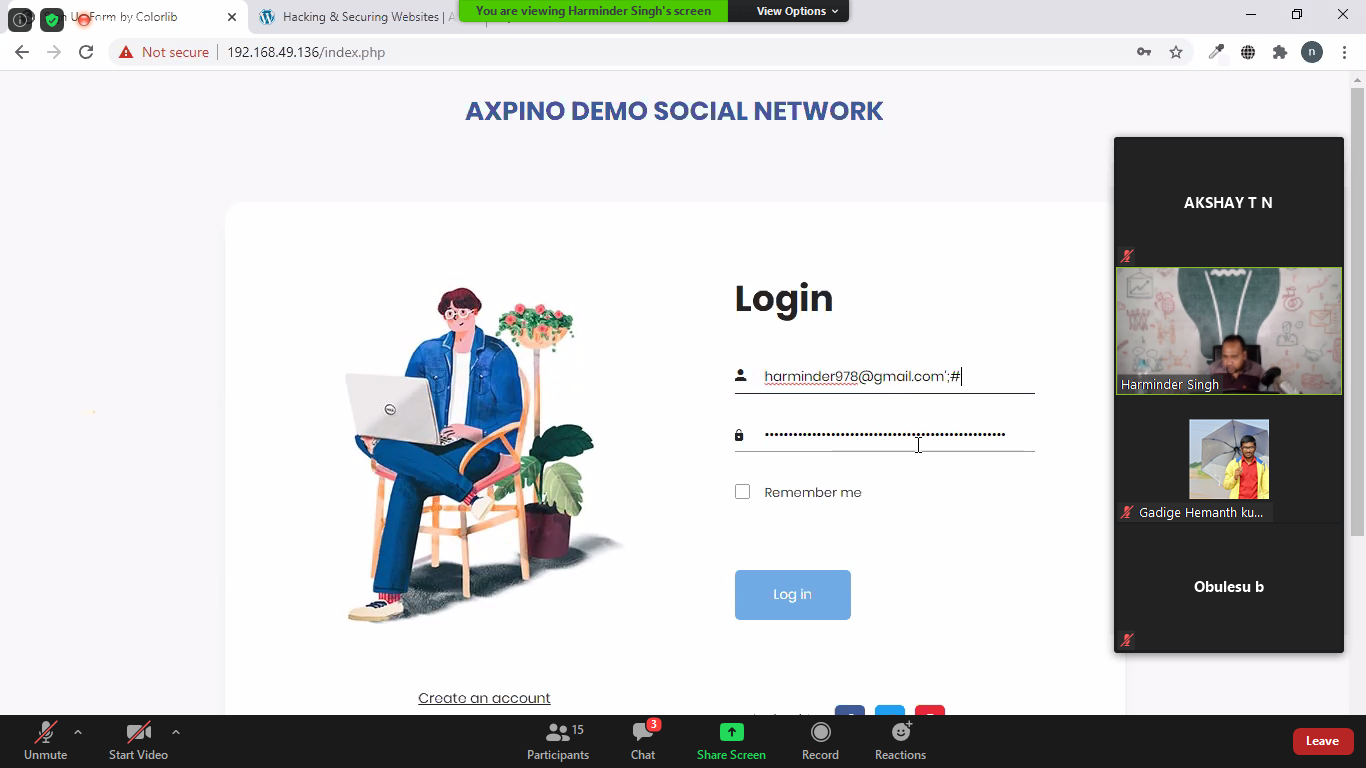 Up Form by Colorlib
Hacking & Securing Websites |
You are viewing Harminder Singh's screen
View Options
Not secure
192.168.49.136/index.php
n
AXPINO DEMO SOCIAL NETWORK
Login
harminder978@gmail.com';#
Remember me
Log in
Create an account
AKSHAY T N
Harminder Singh
Gadige Hemanth ku...
Obulesu b
Unmute
Start Video
Participants
15
Chat
3
Share Screen
Record
Reactions
Leave